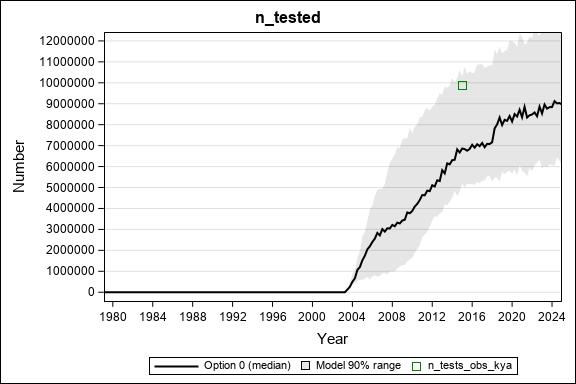 n_tested
12000000
11000000
10000000
9000000
8000000
7000000
6000000
5000000
4000000
3000000
2000000
1000000
0
Number
1980 1984 1988 1992 1996 2000 2004 2008 2012 2016 2020 2024
Year
Option 0 (median) Model 90% range n_tests_obs_kya